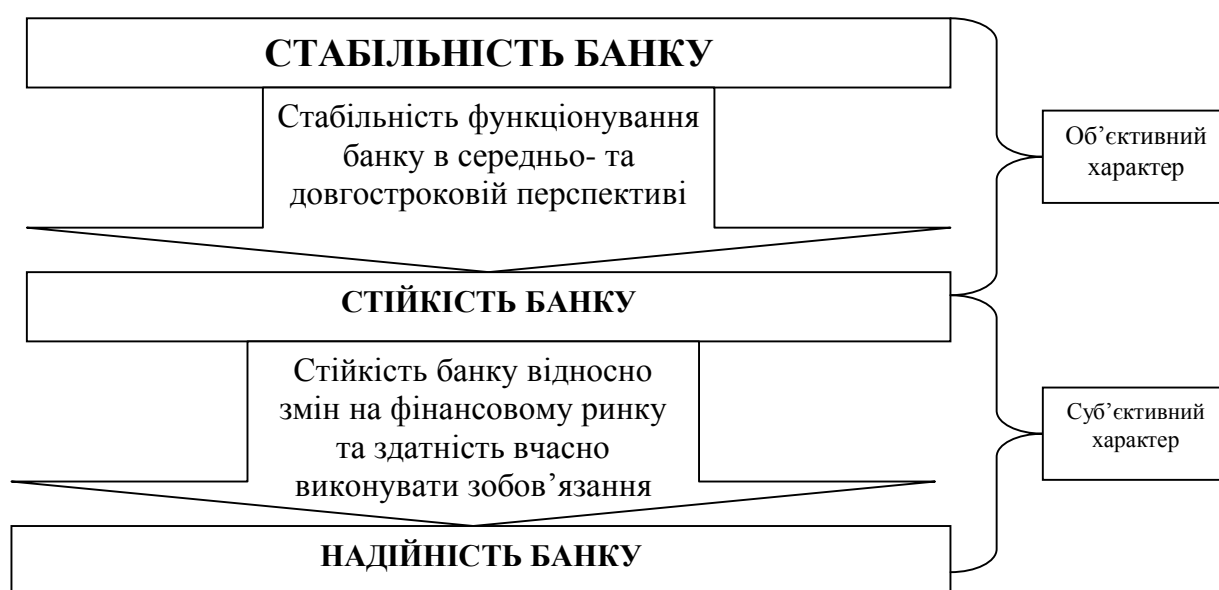 СТАБІЛЬНІСТЬ БАНКУ
Стабільність функціонування
банку в середньо- та
довгостроковій перспективі
Об’єктивний
характер
СТІЙКІСТЬ БАНКУ
Стійкість банку відносно
змін на фінансовому ринку
та здатність вчасно
виконувати зобов’язання
Суб’єктивний
характер
НАДІЙНІСТЬ БАНКУ